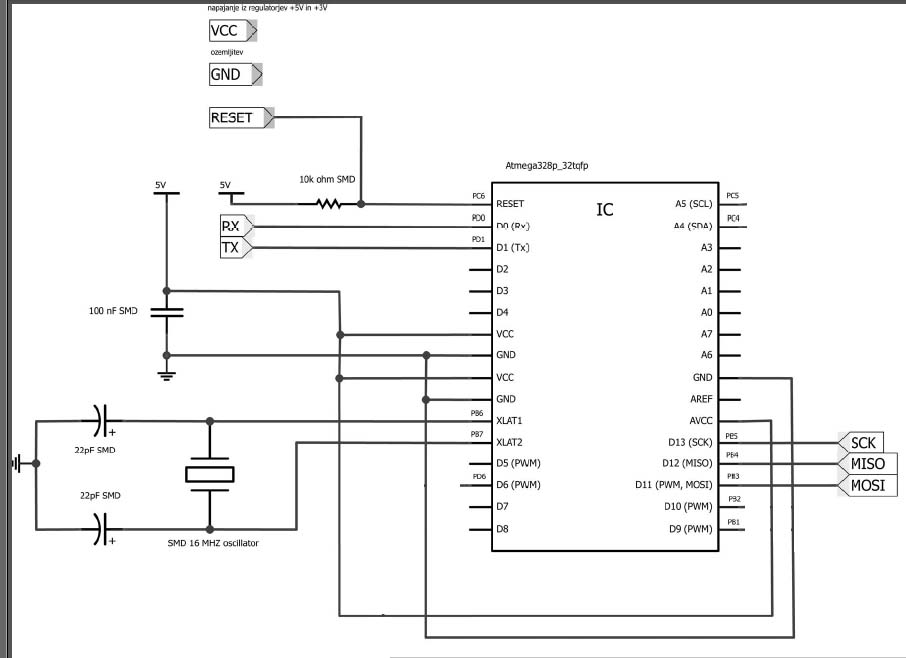 napajanje iz regulatorjev +5V in +3V
VCC
ozemljitev
GND
RESET
Atmega328p_32tqfp
5V
5V
10k ohm SMD
PC6
RESET
IC
A5 (SCL)
PC5
RX
PD0
D0 (Rx)
A4 (SDA)
PC4
TX
PD1
D1 (Tx)
A3
D2
A2
D3
A1
100 nF SMD
D4
A0
VCC
A7
GND
A6
VCC
GND
GND
AREF
PB6
XLAT1
AVCC
+
22pF SMD
PB7
XLAT2
D13 (SCK)
PB5
SCK
D5 (PWM)
D12 (MISO)
PB4
MISO
PD6
D6 (PWM)
D11 (PWM, MOSI)
PB3
MOSI
22pF SMD
D7
D10 (PWM)
PB2
+
SMD 16 MHZ oscillator
D8
D9 (PWM)
PB1